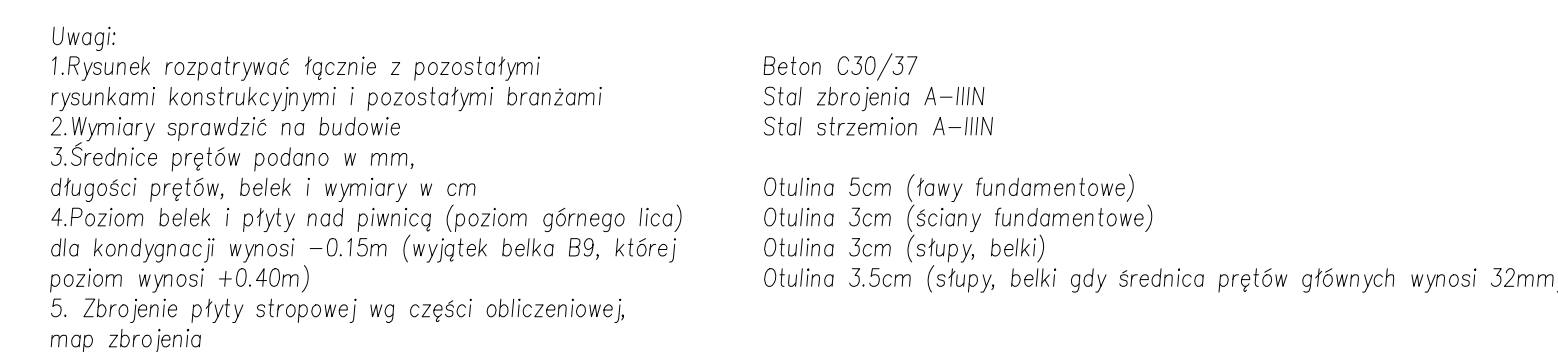 Uwagi:
1.Rysunek rozpatrywać łącznie z pozostałymi
rysunkami konstrukcyjnymi i pozostałymi branżami
2.Wymiary sprawdzić na budowie
3.Średnice prętów podano w mm,
długości prętów, belek i wymiary w cm
4.Poziom belek i płyty nad piwnicą (poziom górnego lica)
dla kondygnacji wynosi -0.15m (wyjątek belka B9, której
poziom wynosi +0.40m)
5. Zbrojenie płyty stropowej wg części obliczeniowej,
map zbrojenia
Beton C30/37
Stal zbrojenia A-IIIN
Stal strzemion A-IIIN
Otulina 5cm (ławy fundamentowe)
Otulina 3cm (ściany fundamentowe)
Otulina 3cm (słupy, belki)
Otulina 3.5cm (słupy, belki gdy średnica prętów głównych wynosi 32mm)